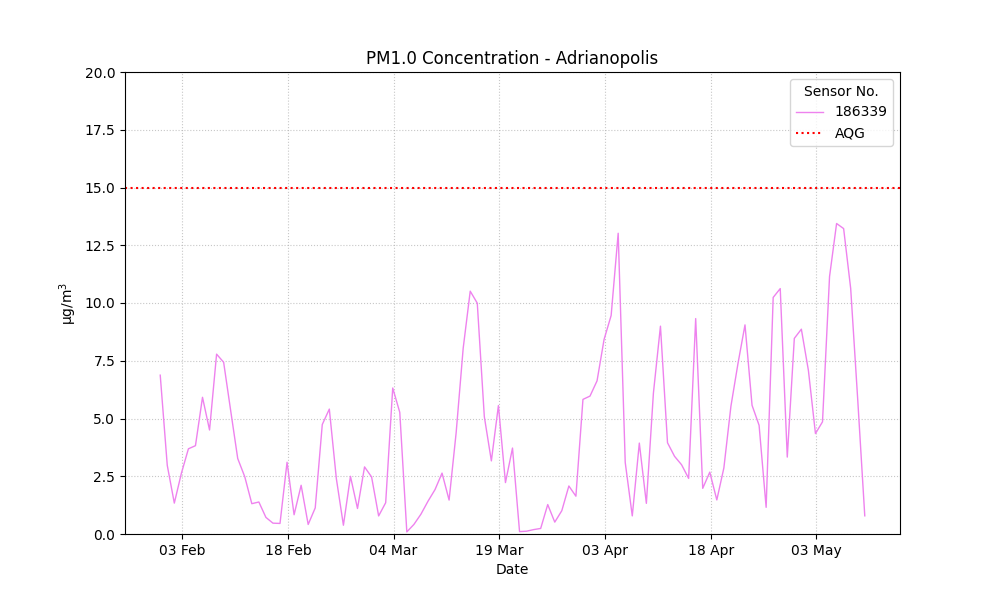 PM1.0 Concentration - Adrianopolis
Sensor No.
186339
AQG
20.0
17.5
15.0
12.5
10.0
7.5
5.0
2.5
0.0
µg/m³
03 Feb
18 Feb
04 Mar
19 Mar
03 Apr
18 Apr
03 May
Date